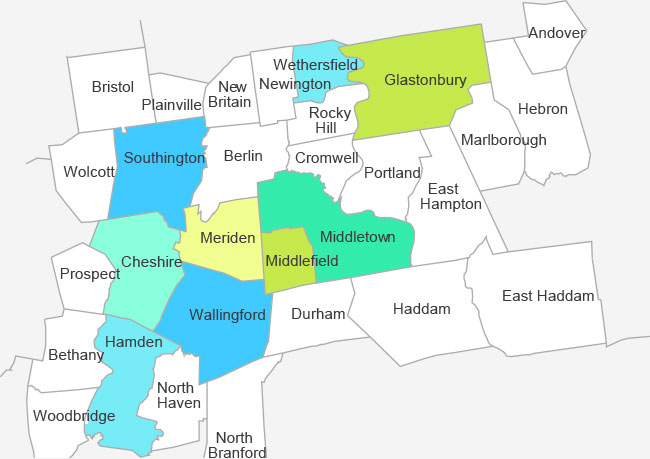 Andover
Wethersfield
Glastonbury
Bristol
Newington
New
Britain
Plainville
Hebron
Rocky
Hill
Marlborough
Southington
Berlin
Cromwell
Wolcott
Portland
East
Hampton
Meriden
Middletown
Cheshire
Middlefield
Prospect
East Haddam
Haddam
Wallingford
Durham
Hamden
Bethany
North
Haven
Woodbridge
North
Branford